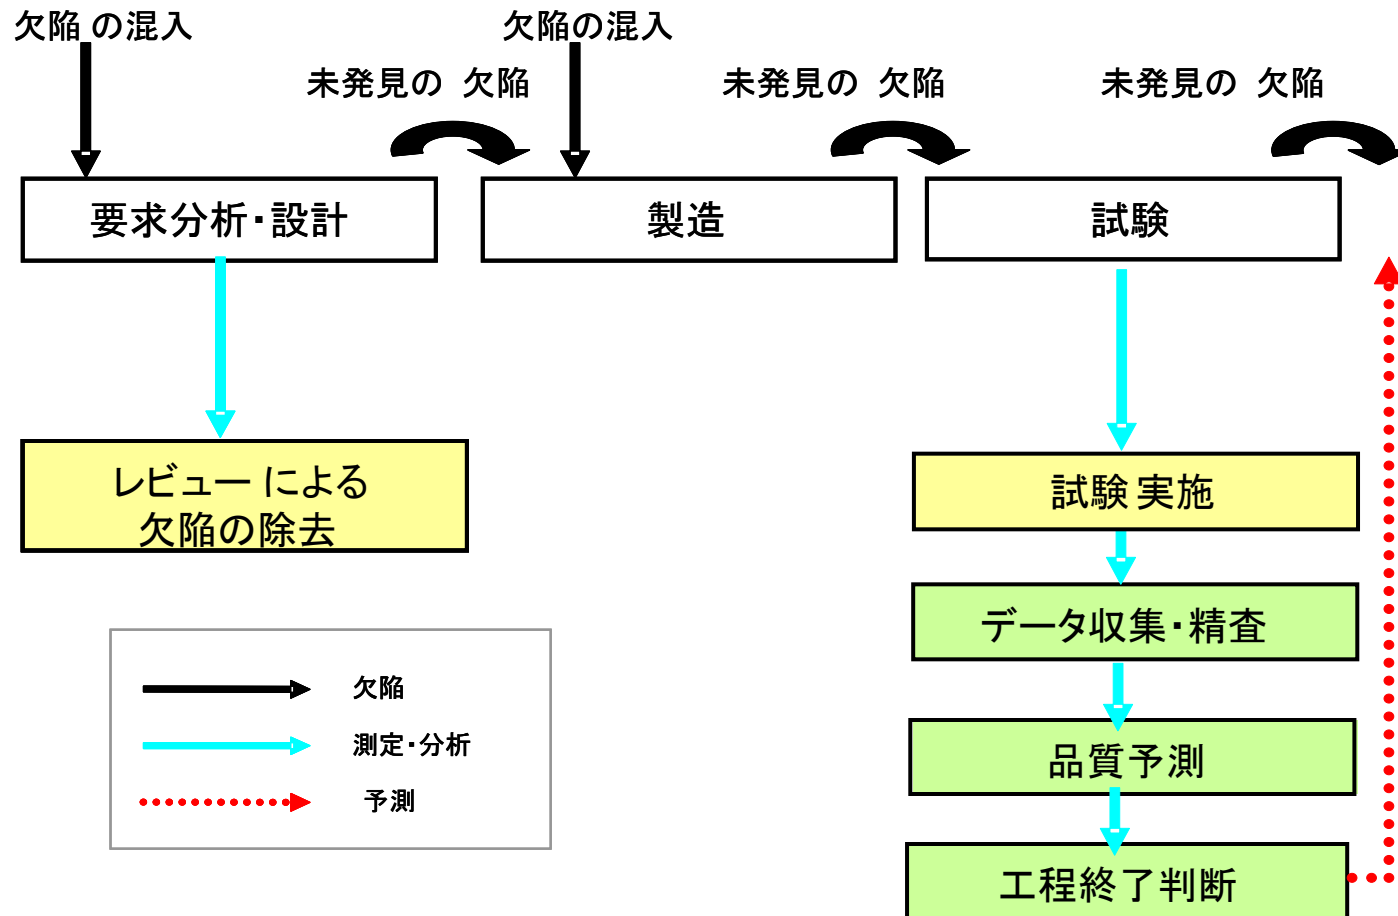 欠陥 の混入
欠陥の混入
未発見の 欠陥
未発見の 欠陥
未発見の 欠陥
要求分析・設計
製造
試験
レビュー による
欠陥の除去
試験 実施
データ収集・精査
品質予測
工程終了判断
欠陥
測定・分析
予測